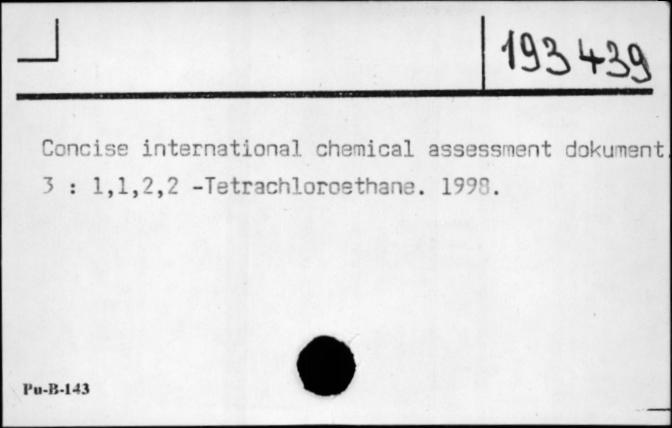 193439
Concise international chemical assessment dokument.
3 : 1,1,2,2 -Tetrachloroethane. 1998.
Pu-B-143